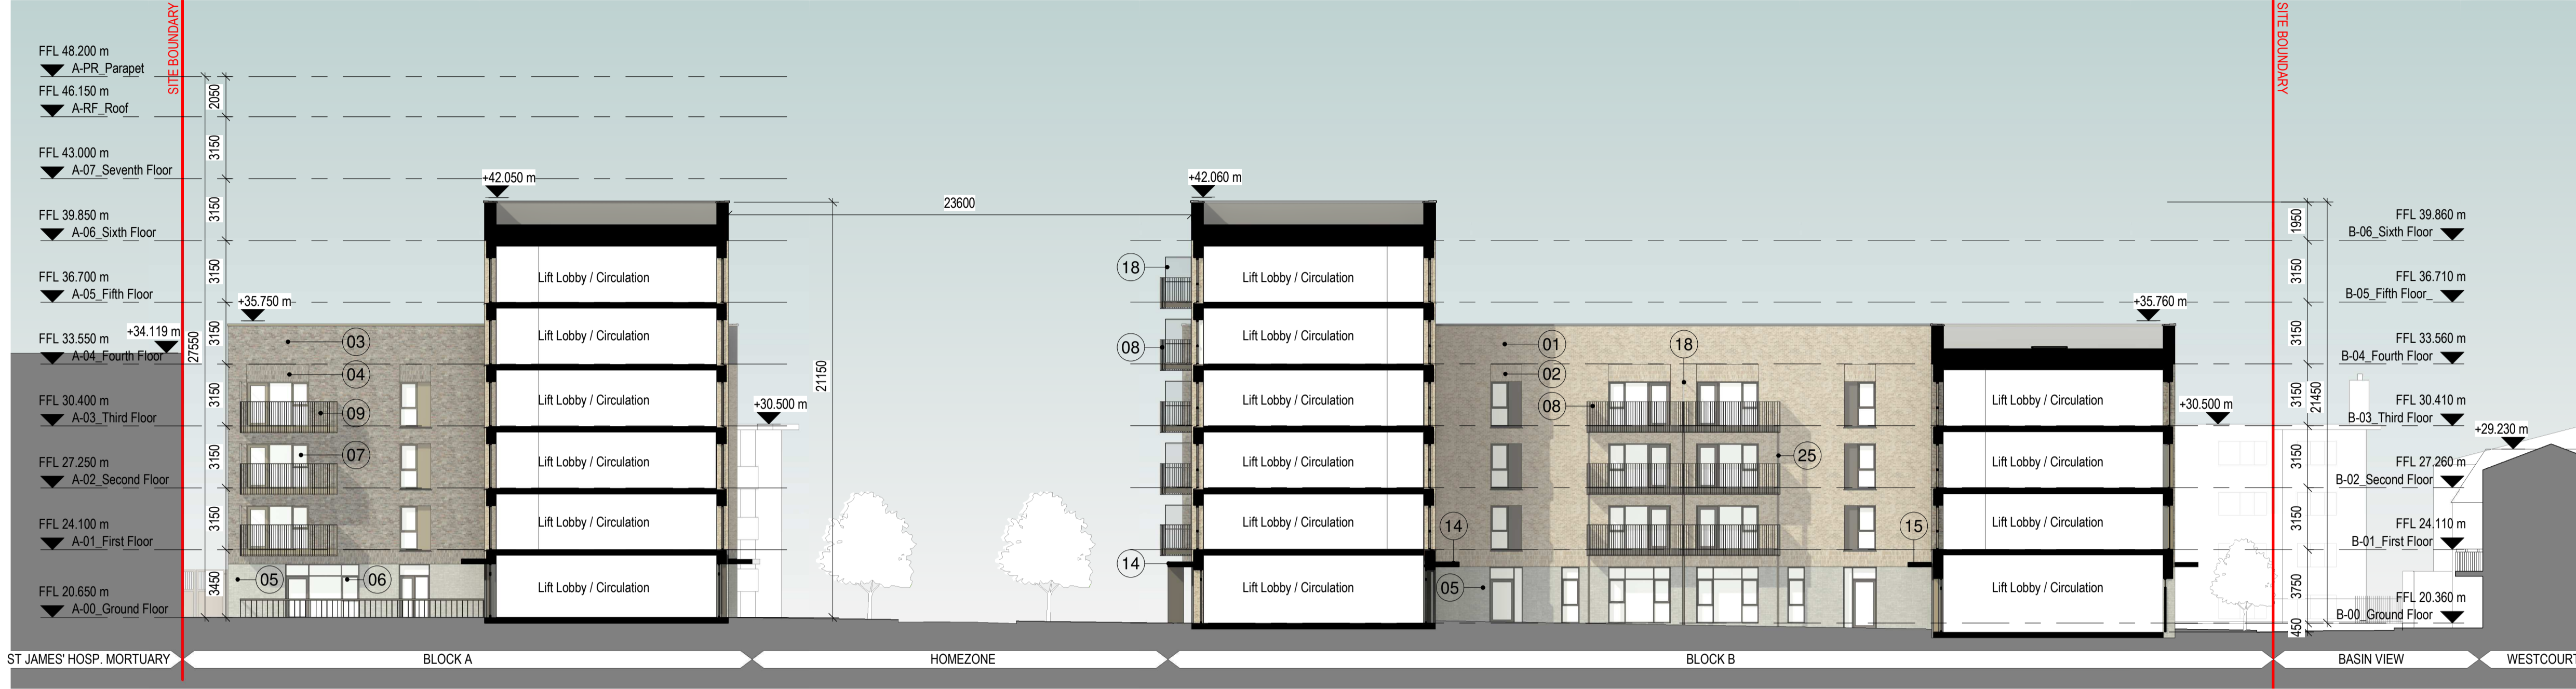 SITE BOUNDARY
SITE BOUNDARY
FFL 48.200 m
A-PR_Parapet
FFL 46.150 m
A-RF_Roof
FFL 43.000 m
A-07_Seventh Floor
FFL 39.850 m
A-06_Sixth Floor
FFL 36.700 m
A-05_Fifth Floor
FFL 33.550 m
A-04_Fourth Floor
FFL 30.400 m
A-03_Third Floor
FFL 27.250 m
A-02_Second Floor
FFL 24.100 m
A-01_First Floor
FFL 20.650 m
A-00_Ground Floor
+34.119 m
27550
2050
3150
3150
3150
3150
3150
3150
3150
3450
+35.750 m
03
04
09
07
05
06
+42.050 m
Lift Lobby / Circulation
Lift Lobby / Circulation
Lift Lobby / Circulation
Lift Lobby / Circulation
Lift Lobby / Circulation
Lift Lobby / Circulation
+30.500 m
21150
23600
18
08
14
+42.060 m
Lift Lobby / Circulation
Lift Lobby / Circulation
Lift Lobby / Circulation
Lift Lobby / Circulation
Lift Lobby / Circulation
Lift Lobby / Circulation
14
05
01
02
18
08
25
15
+35.760 m
Lift Lobby / Circulation
Lift Lobby / Circulation
Lift Lobby / Circulation
Lift Lobby / Circulation
+30.500 m
1950
3150
3150
3150
3150
3150
3750
450
21450
FFL 39.860 m
B-06_Sixth Floor
FFL 36.710 m
B-05_Fifth Floor_
FFL 33.560 m
B-04_Fourth Floor
FFL 30.410 m
B-03_Third Floor
+29.230 m
FFL 27.260 m
B-02_Second Floor
FFL 24.110 m
B-01_First Floor
FFL 20.360 m
B-00_Ground Floor
ST JAMES' HOSP. MORTUARY
BLOCK A
HOMEZONE
BLOCK B
BASIN VIEW
WESTCOURT